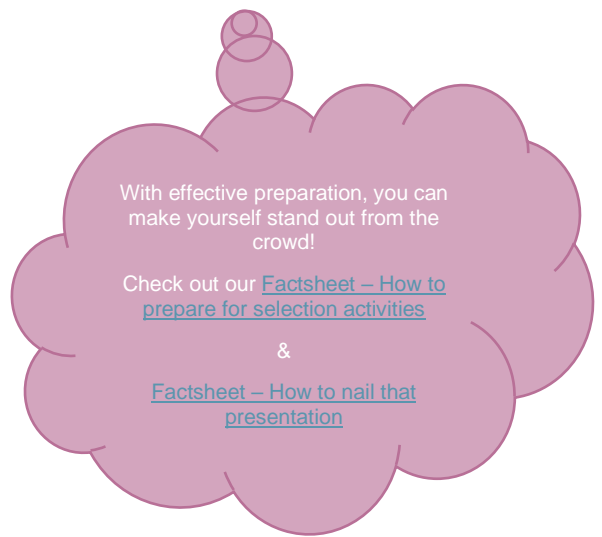 With effective preparation, you can
make yourself stand out from the
crowd!
Check out our Factsheet – How to
prepare for selection activities
&
Factsheet – How to nail that
presentation